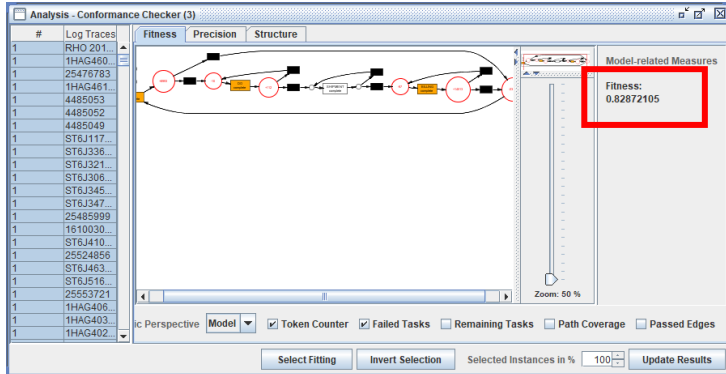 Analysis - Conformance Checker (3)
# Log Traces
1 RHO 201...
1 1HAG460...
1 25476783
1 1HAG461...
1 4485053
1 4485052
1 4485049
1 ST6J117...
1 ST6J336...
1 ST6J321...
1 ST6J306...
1 ST6J345...
1 ST6J347...
1 25485999
1 1610030...
1 ST6J410...
1 25524856
1 ST6J463...
1 ST6J516...
1 25553721
1 1HAG406...
1 1HAG403...
1 1HAG402...
Fitness Precision Structure
Zoom: 50 %
Model-related Measures
Fitness:
0.82872105
ic Perspective Model Token Counter Failed Tasks Remaining Tasks Path Coverage Passed Edges
Select Fitting Invert Selection Selected Instances in % 100 Update Results